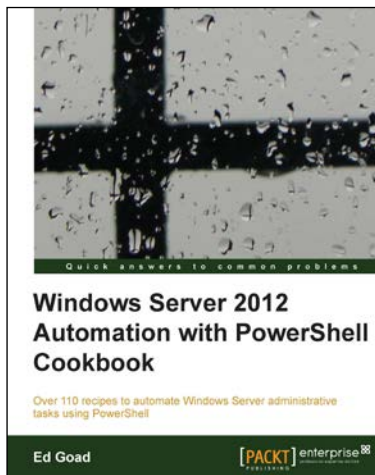 Quick answers to common problems
Windows Server 2012
Automation with PowerShell
Cookbook
Over 110 recipes to automate Windows Server administrative
tasks using PowerShell
Ed Goad
[PACKT] enterprise
PUBLISHING